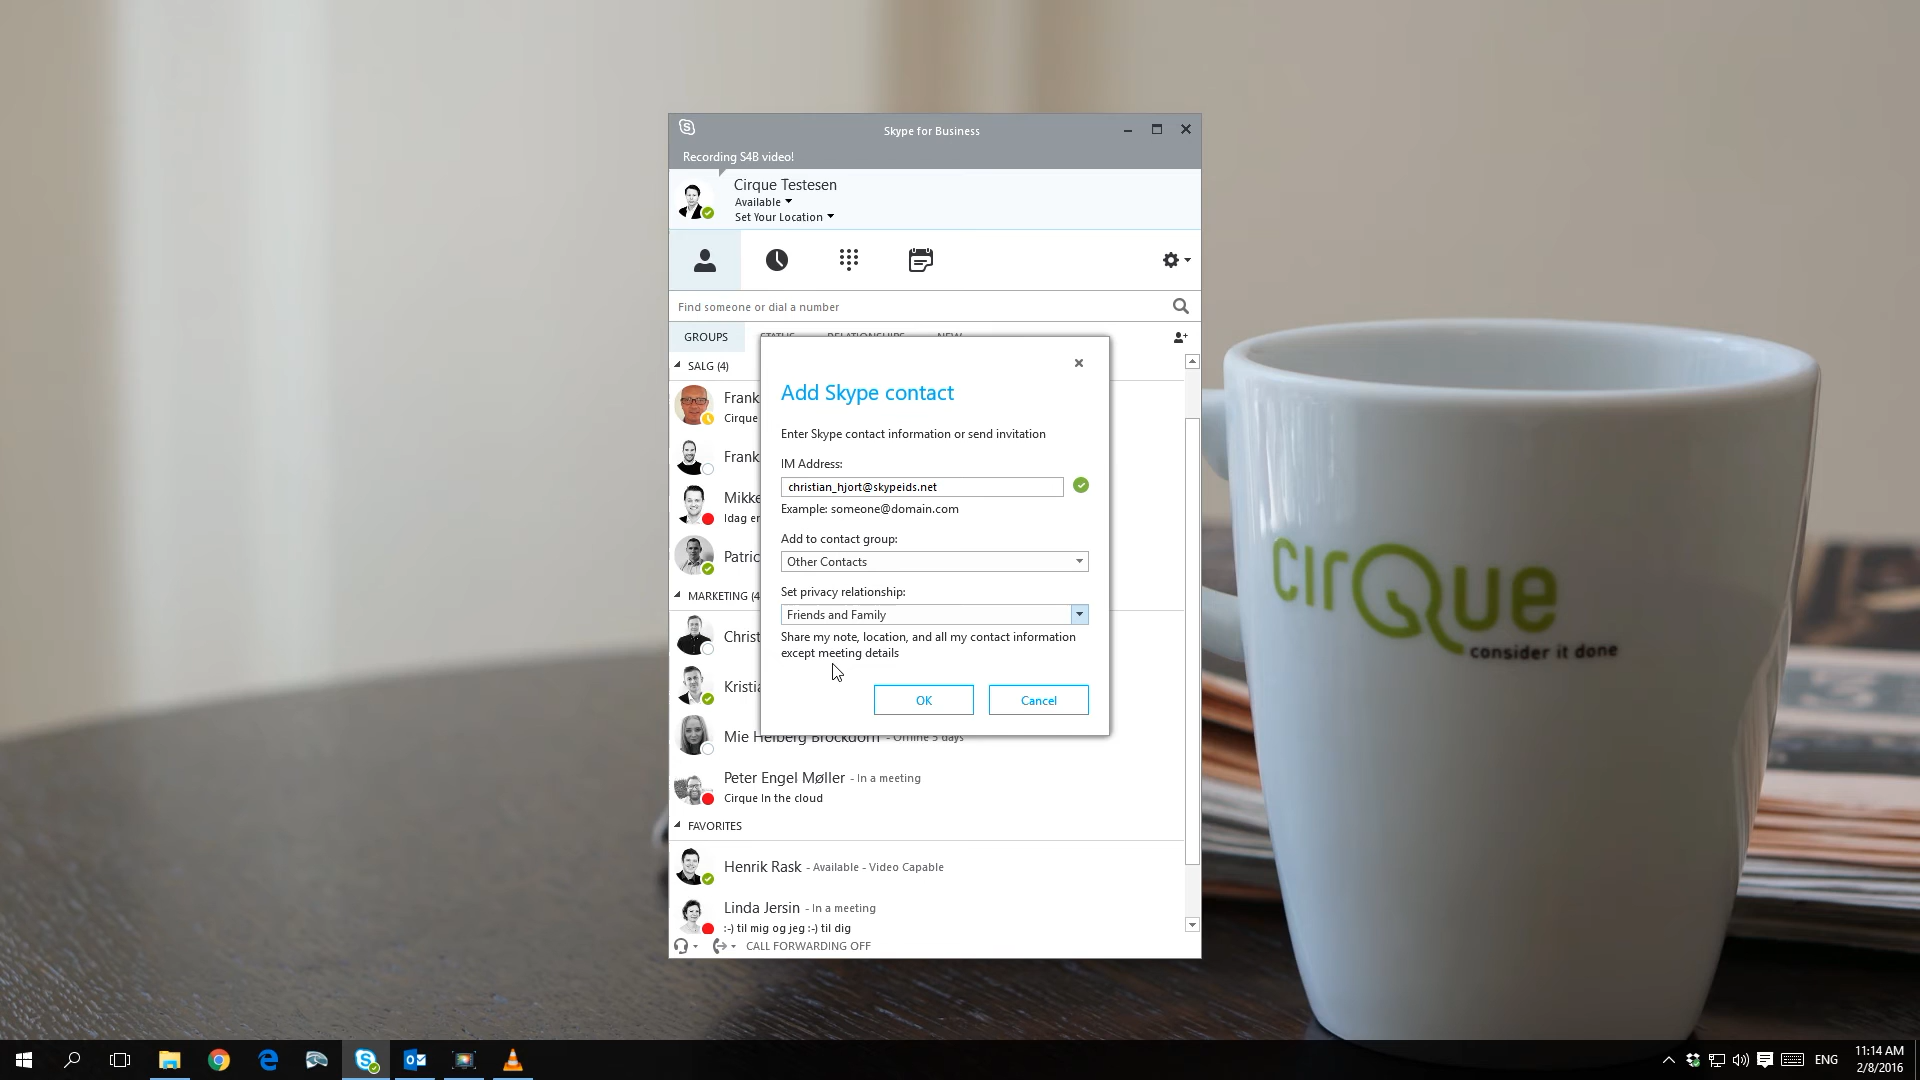 Skype for Business
Recording S4B video!
Cirque Testesen
Available
Set Your Location
Find someone or dial a number
GROUPS STATUS RELATIONSHIPS NEW
SALG (4)
Frank
Cirque
Frank
Mikke
Idag er
Patric
MARKETING (4
Christ
Kristia
Mie Helberg Brockdorff - Offline 5 days
Peter Engel Møller - In a meeting
Cirque In the cloud
FAVORITES
Henrik Rask - Available - Video Capable
Linda Jersin - In a meeting
:-) til mig og jeg :-) til dig
CALL FORWARDING OFF
Add Skype contact
Enter Skype contact information or send invitation
IM Address:
christian_hjort@skypeids.net
Example: someone@domain.com
Add to contact group:
Other Contacts
Set privacy relationship:
Friends and Family
Share my note, location, and all my contact information
except meeting details
OK Cancel
cirQue
consider it done
ENG
11:14 AM
2/8/2016